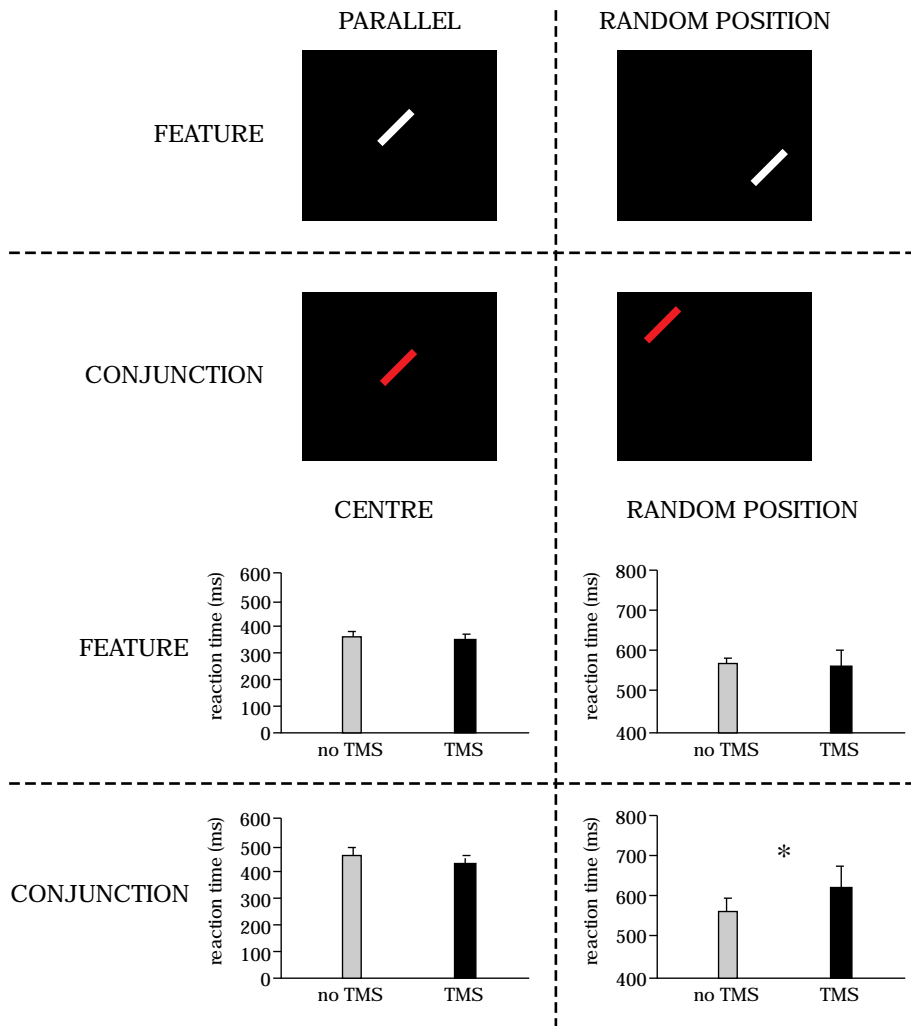 PARALLEL
RANDOM POSITION
FEATURE
CONJUNCTION
CENTRE
RANDOM POSITION
FEATURE
reaction time (ms)
600
500
400
300
200
100
0
no TMS
TMS
reaction time (ms)
800
700
600
500
400
no TMS
TMS
CONJUNCTION
reaction time (ms)
600
500
400
300
200
100
0
no TMS
TMS
reaction time (ms)
800
700
600
500
400
*
no TMS
TMS